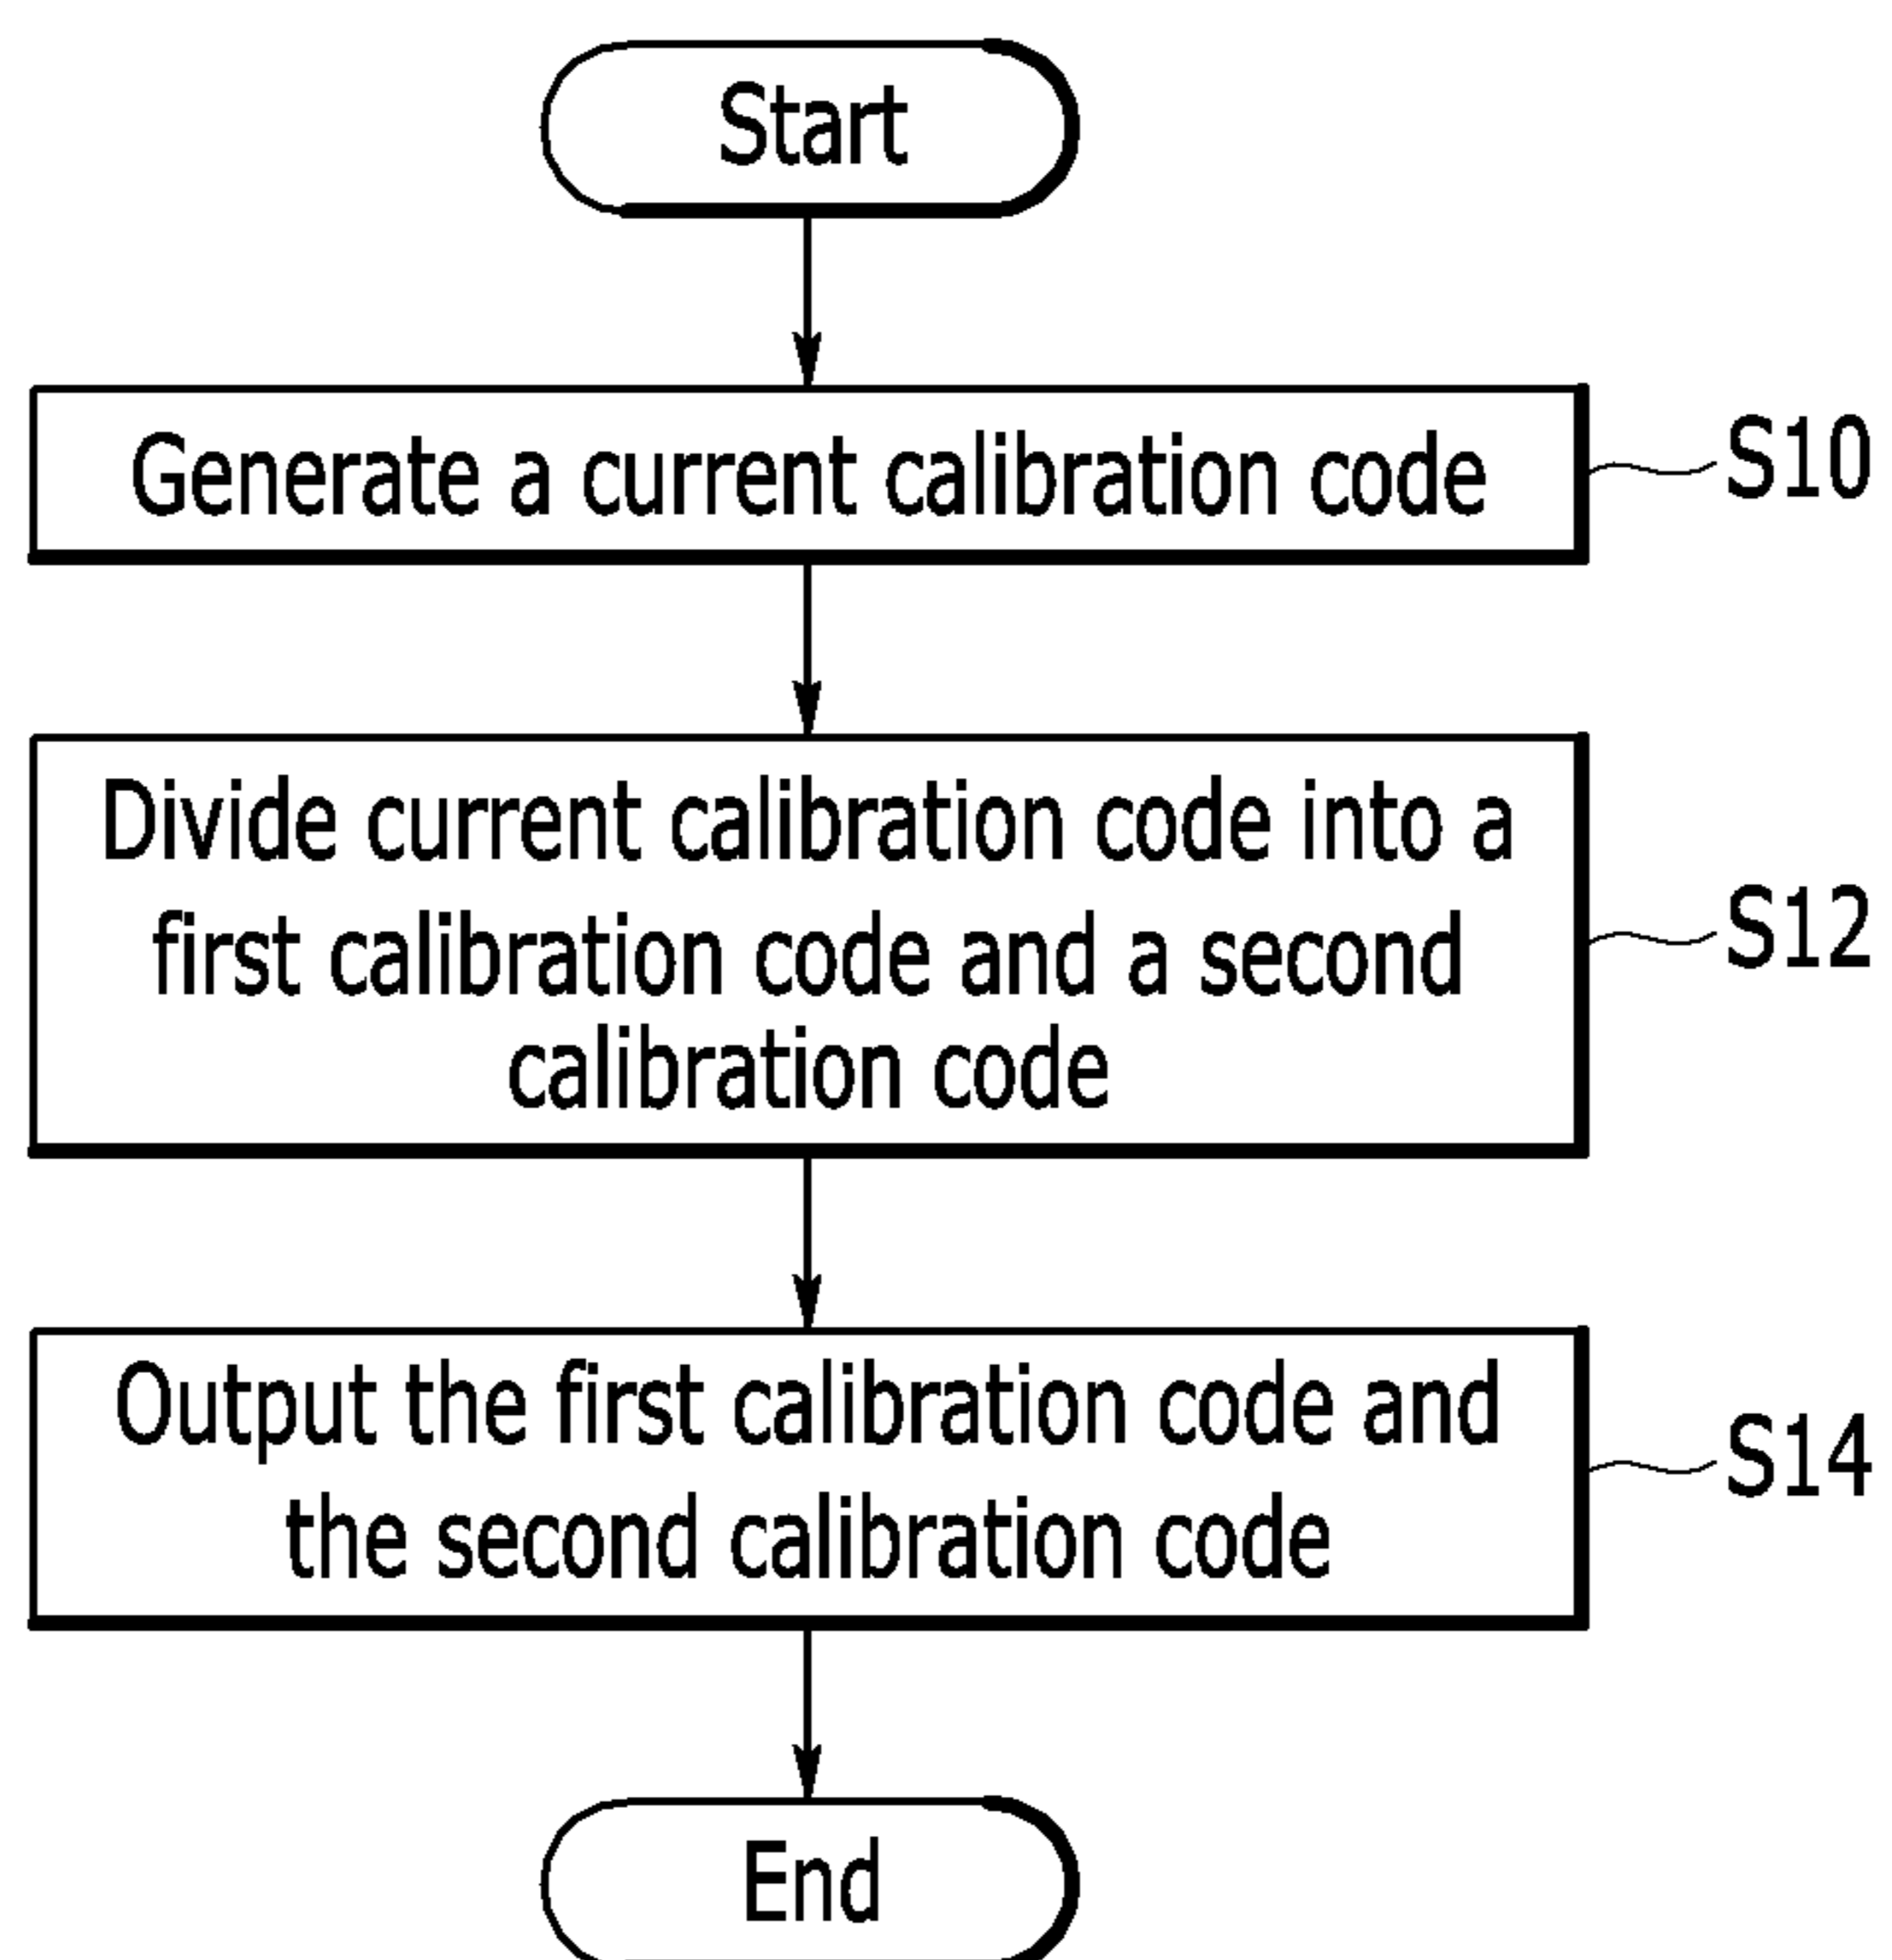 Start
Generate a current calibration code
S10
Divide current calibration code into a
first calibration code and a second
calibration code
S12
Output the first calibration code and
the second calibration code
S14
End